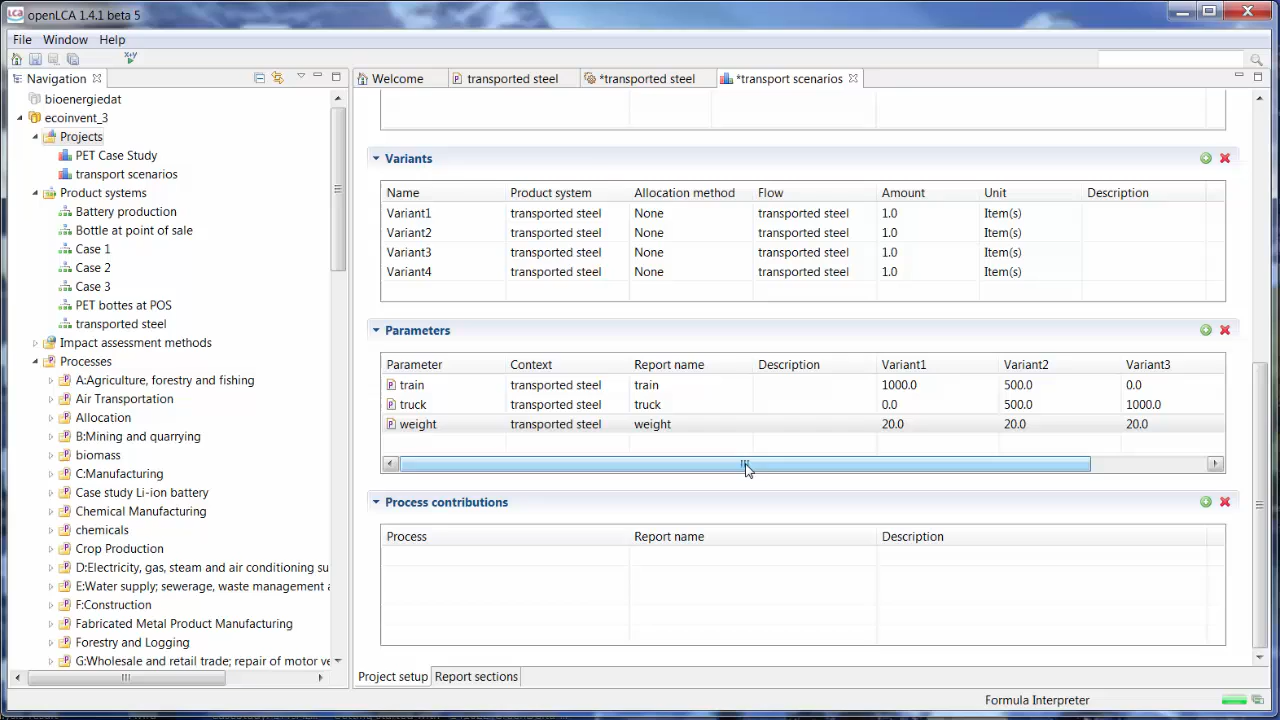 openLCA 1.4.1 beta 5
File Window Help
Navigation
Welcome transported steel *transported steel *transport scenarios
bioenergiedat
ecoinvent_3
Projects
PET Case Study
transport scenarios
Product systems
Battery production
Bottle at point of sale
Case 1
Case 2
Case 3
PET bottes at POS
transported steel
Impact assessment methods
Processes
A:Agriculture, forestry and fishing
Air Transportation
Allocation
B:Mining and quarrying
biomass
C:Manufacturing
Case study Li-ion battery
Chemical Manufacturing
chemicals
Crop Production
D:Electricity, gas, steam and air conditioning su
E:Water supply; sewerage, waste management a
F:Construction
Fabricated Metal Product Manufacturing
Forestry and Logging
G:Wholesale and retail trade; repair of motor ve
Variants
Name Product system Allocation method Flow Amount Unit Description
Variant1 transported steel None transported steel 1.0 Item(s)
Variant2 transported steel None transported steel 1.0 Item(s)
Variant3 transported steel None transported steel 1.0 Item(s)
Variant4 transported steel None transported steel 1.0 Item(s)
Parameters
Parameter Context Report name Description Variant1 Variant2 Variant3
train transported steel train 1000.0 500.0 0.0
truck transported steel truck 0.0 500.0 1000.0
weight transported steel weight 20.0 20.0 20.0
Process contributions
Process Report name Description
Project setup Report sections
Formula Interpreter